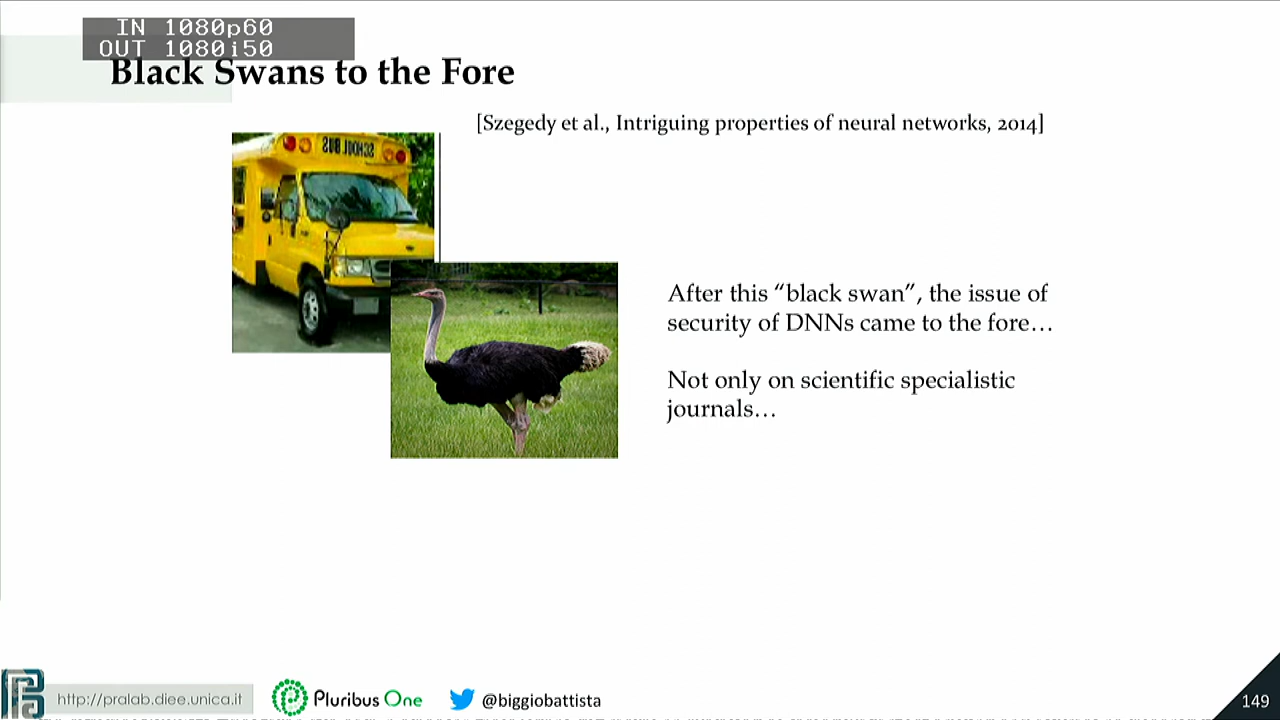 IN 1080p60
OUT 1080i50
Black Swans to the Fore
[Szegedy et al., Intriguing properties of neural networks, 2014]
SCHOOL BUS
After this “black swan”, the issue of
security of DNNs came to the fore…
Not only on scientific specialistic
journals…
http://pralab.diee.unica.it
Pluribus One
@biggiobattista
149